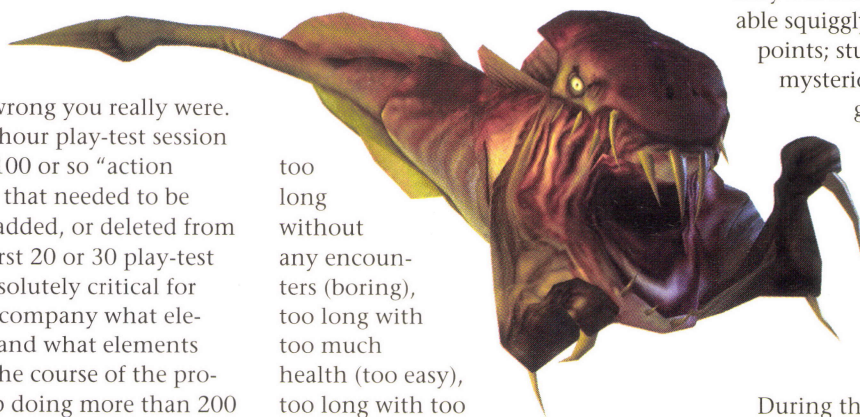 wrong you really were.
hour play-test session
100 or so “action
that needed to be
added, or deleted from
rst 20 or 30 play-test
solutely critical for
company what ele-
and what elements
he course of the pro-
doing more than 200
too
long
without
any encoun-
ters (boring),
too long with
too much
health (too easy),
too long with too
able squiggly
points; stu
mysterio
g
During th